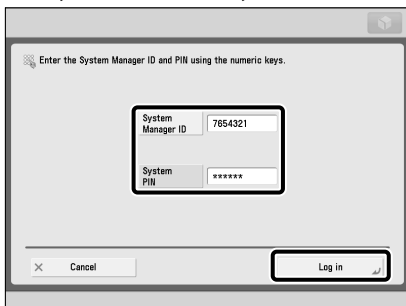 Enter the System Manager ID and PIN using the numeric keys.
System
Manager ID
7654321
System
PIN
******
Cancel
Log in